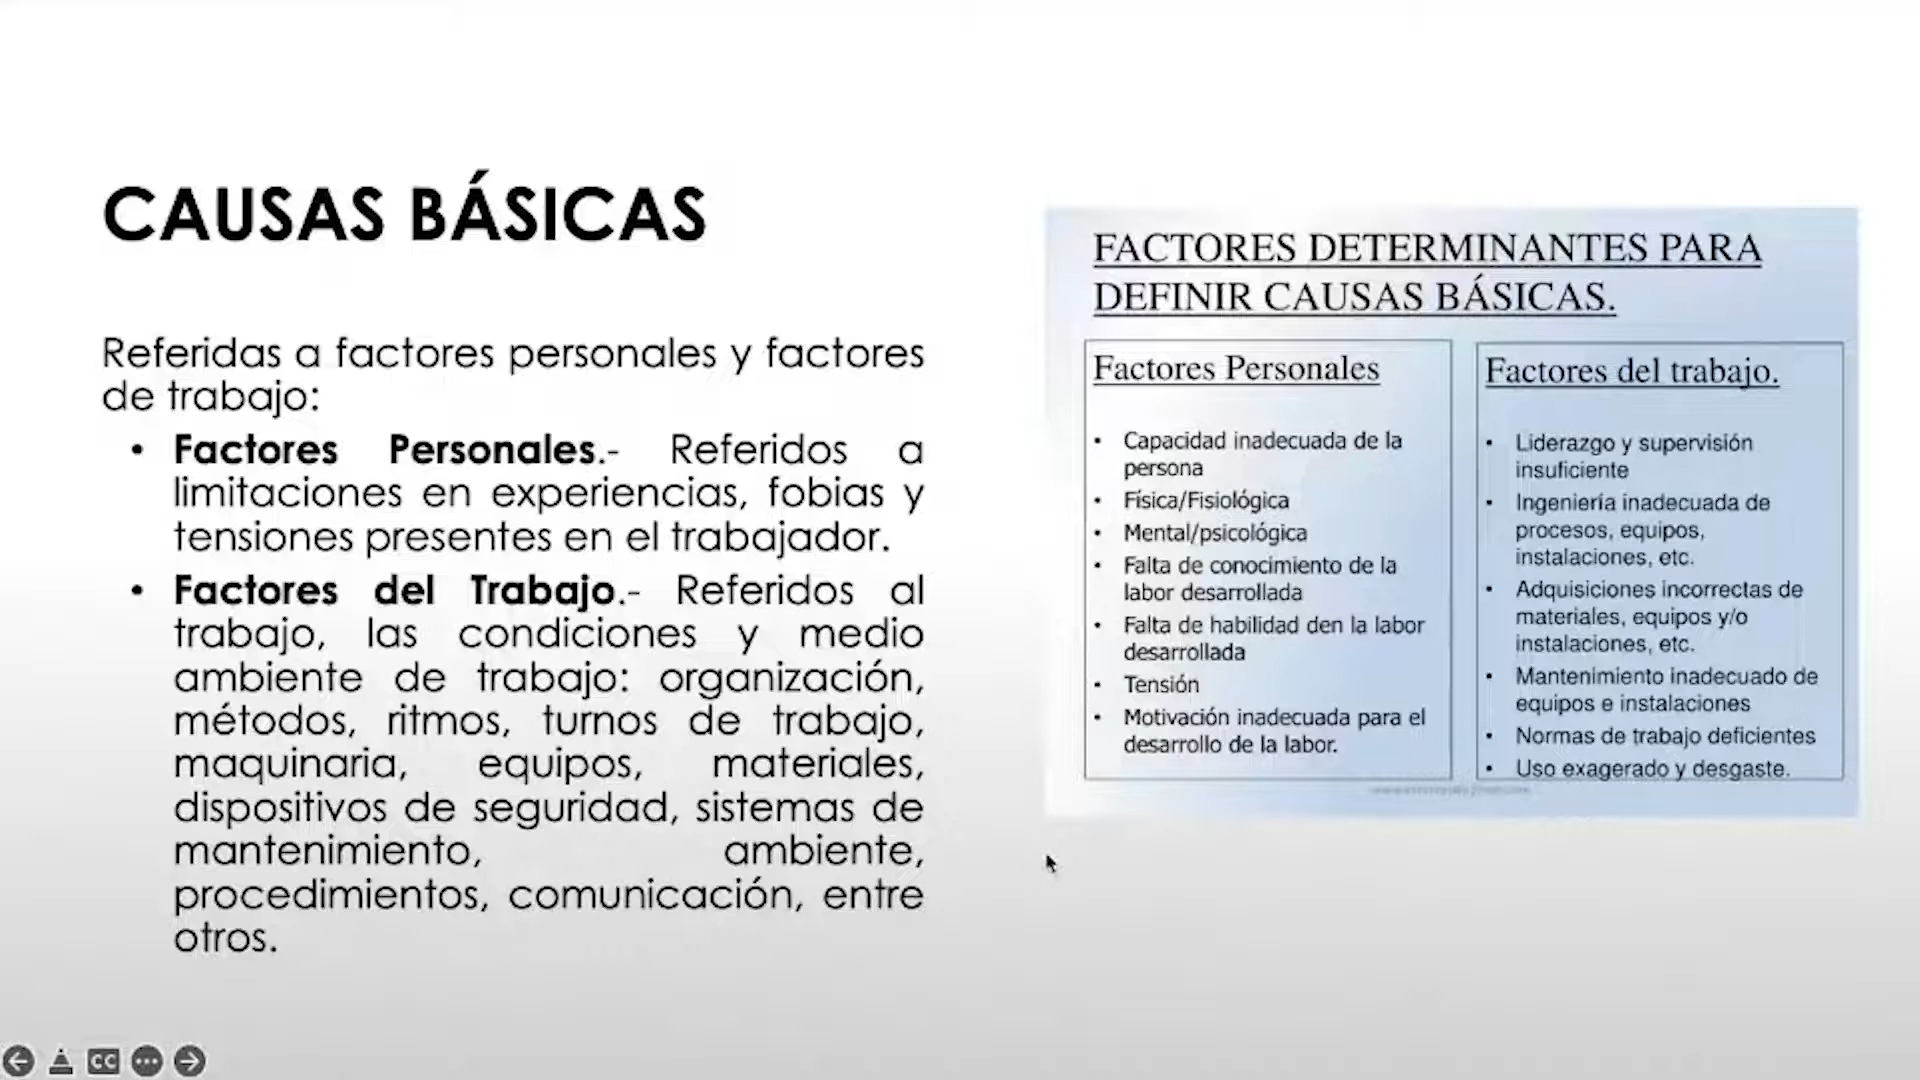 CAUSAS BÁSICAS
Referidas a factores personales y factores
de trabajo:
• Factores Personales.- Referidos a
limitaciones en experiencias, fobias y
tensiones presentes en el trabajador.
• Factores del Trabajo.- Referidos al
trabajo, las condiciones y medio
ambiente de trabajo: organización,
métodos, ritmos, turnos de trabajo,
maquinaria, equipos, materiales,
dispositivos de seguridad, sistemas de
mantenimiento, ambiente,
procedimientos, comunicación, entre
otros.
FACTORES DETERMINANTES PARA
DEFINIR CAUSAS BÁSICAS.
Factores Personales
• Capacidad inadecuada de la
persona
• Física/Fisiológica
• Mental/psicológica
• Falta de conocimiento de la
labor desarrollada
• Falta de habilidad den la labor
desarrollada
• Tensión
• Motivación inadecuada para el
desarrollo de la labor.
Factores del trabajo.
• Liderazgo y supervisión
insuficiente
• Ingeniería inadecuada de
procesos, equipos,
instalaciones, etc.
• Adquisiciones incorrectas de
materiales, equipos y/o
instalaciones, etc.
• Mantenimiento inadecuado de
equipos e instalaciones
• Normas de trabajo deficientes
• Uso exagerado y desgaste.
CC